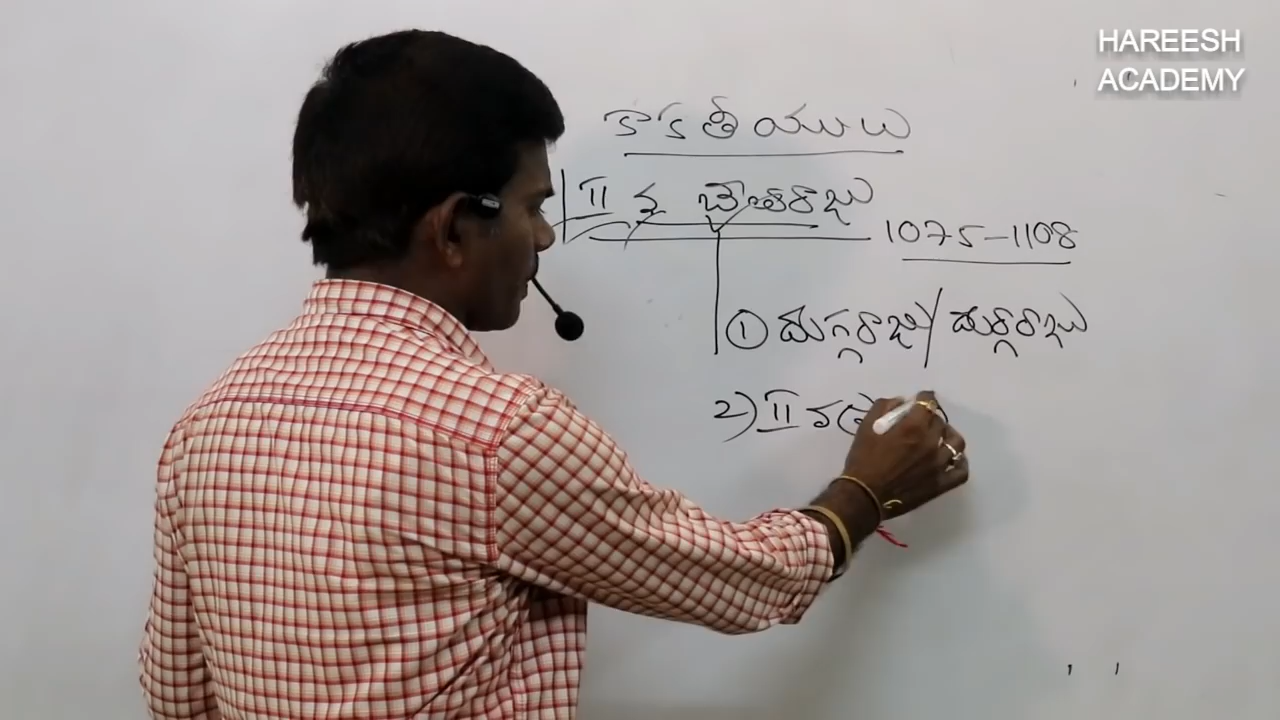 HAREESH
ACADEMY
కాకతీయులు
II వ బేతరాజు
1075-1108
① దుగ్గరాజు/దుర్గరాజు
2) II